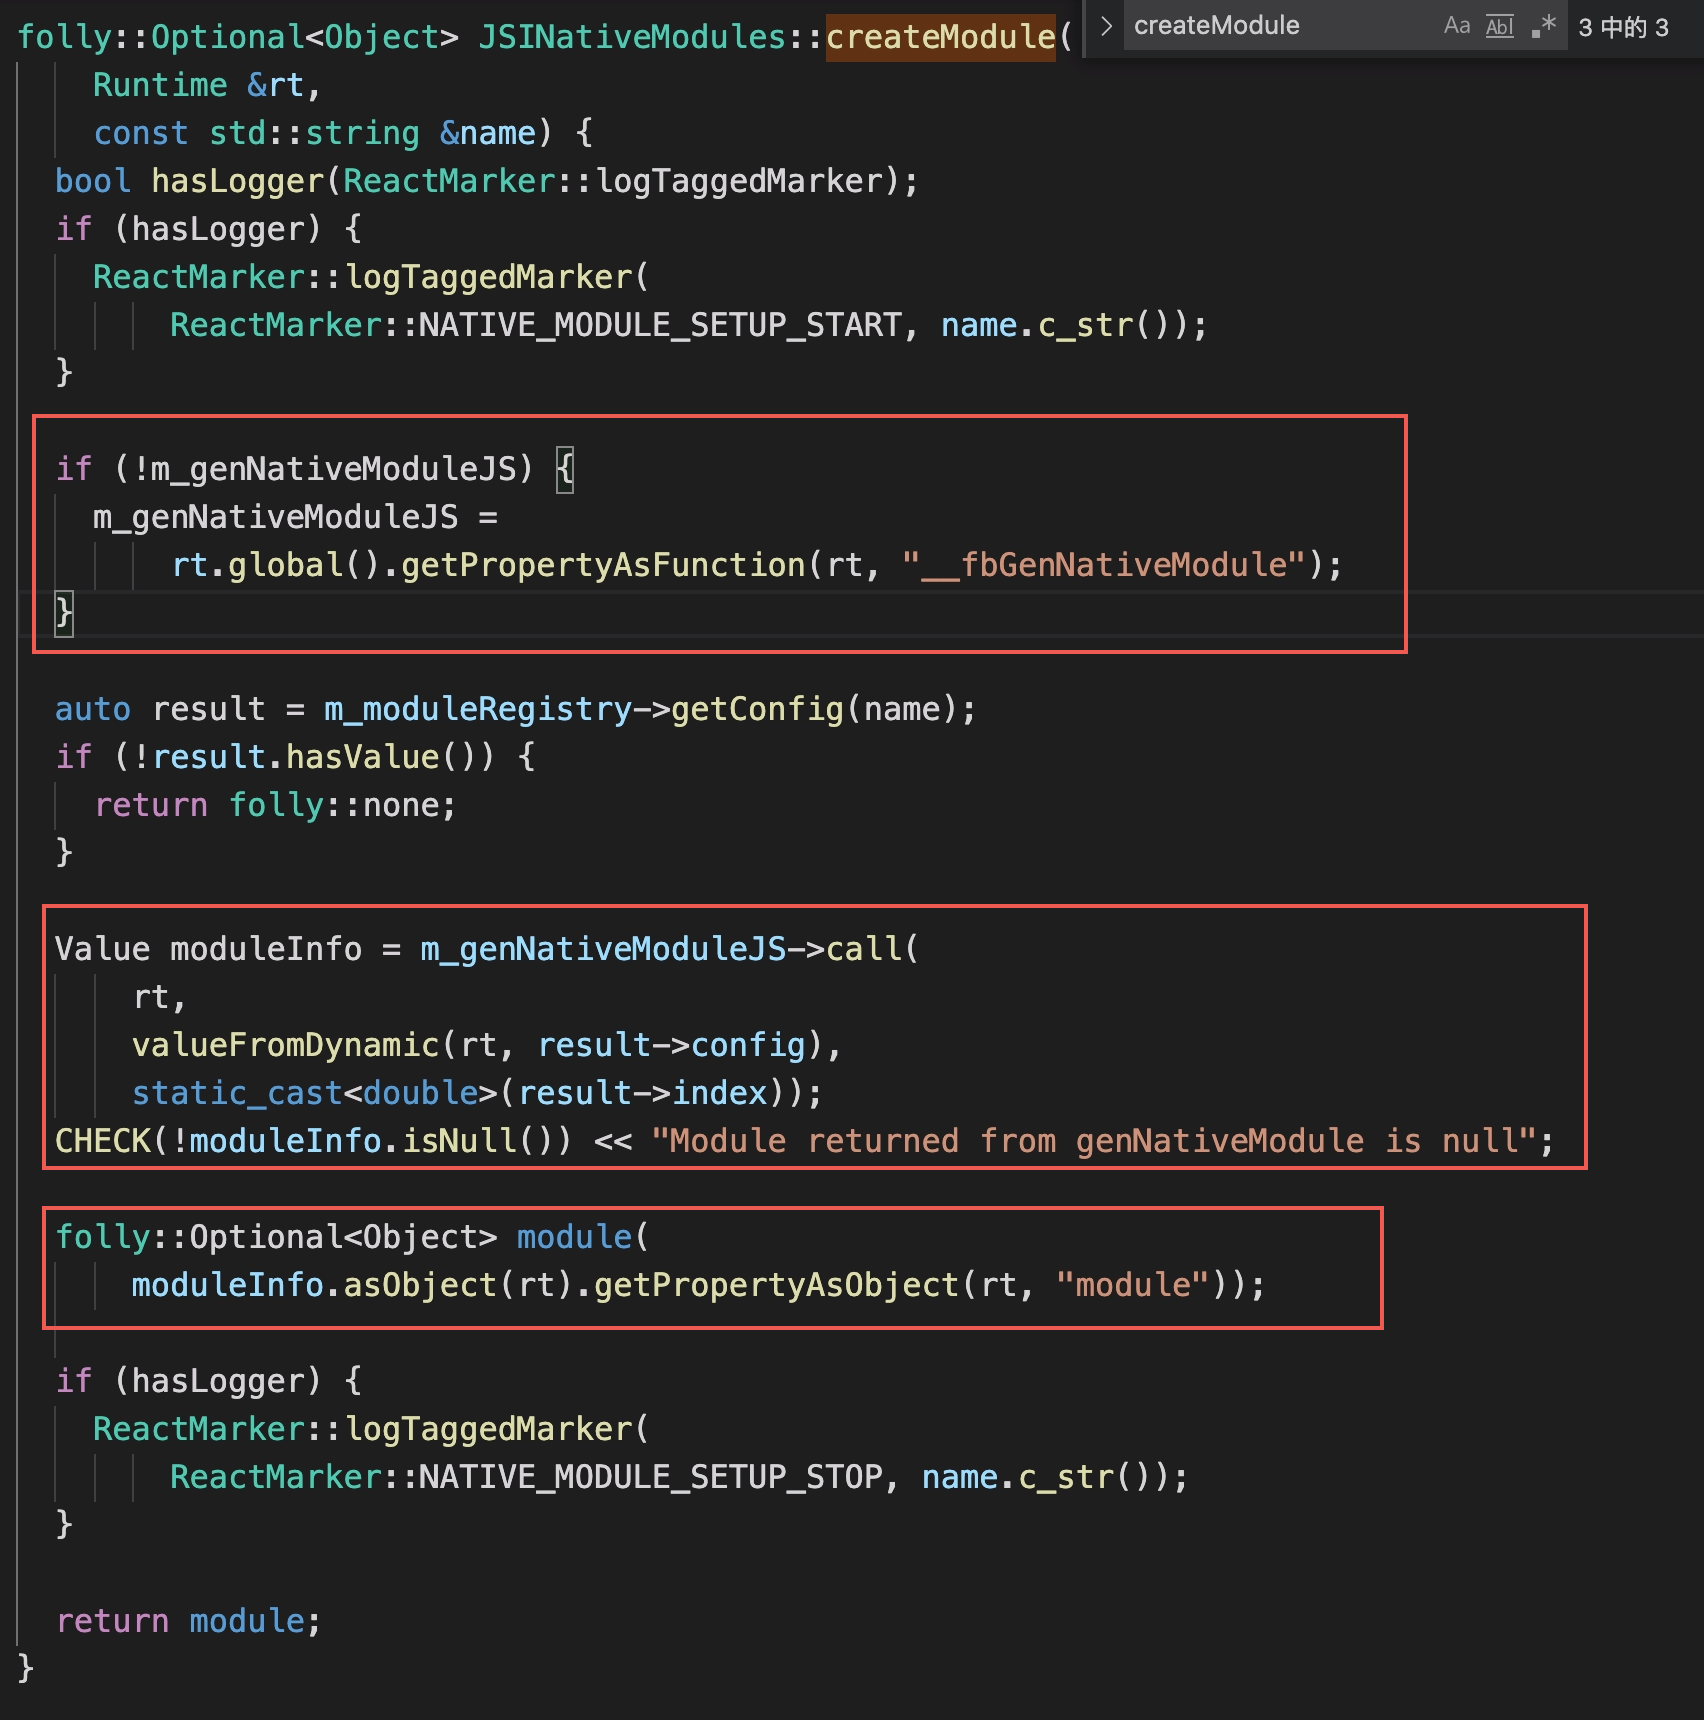 folly::Optional<Object> JSINativeModules::createModule(
createModule Aa Abl .* 3 中的 3
Runtime &rt,
const std::string &name) {
bool hasLogger(ReactMarker::logTaggedMarker);
if (hasLogger) {
ReactMarker::logTaggedMarker(
ReactMarker::NATIVE_MODULE_SETUP_START, name.c_str());
}
if (!m_genNativeModuleJS) {
m_genNativeModuleJS =
rt.global().getPropertyAsFunction(rt, "__fbGenNativeModule");
}
auto result = m_moduleRegistry->getConfig(name);
if (!result.hasValue()) {
return folly::none;
}
Value moduleInfo = m_genNativeModuleJS->call(
rt,
valueFromDynamic(rt, result->config),
static_cast<double>(result->index));
CHECK(!moduleInfo.isNull()) << "Module returned from genNativeModule is null";
folly::Optional<Object> module(
moduleInfo.asObject(rt).getPropertyAsObject(rt, "module"));
if (hasLogger) {
ReactMarker::logTaggedMarker(
ReactMarker::NATIVE_MODULE_SETUP_STOP, name.c_str());
}
return module;
}